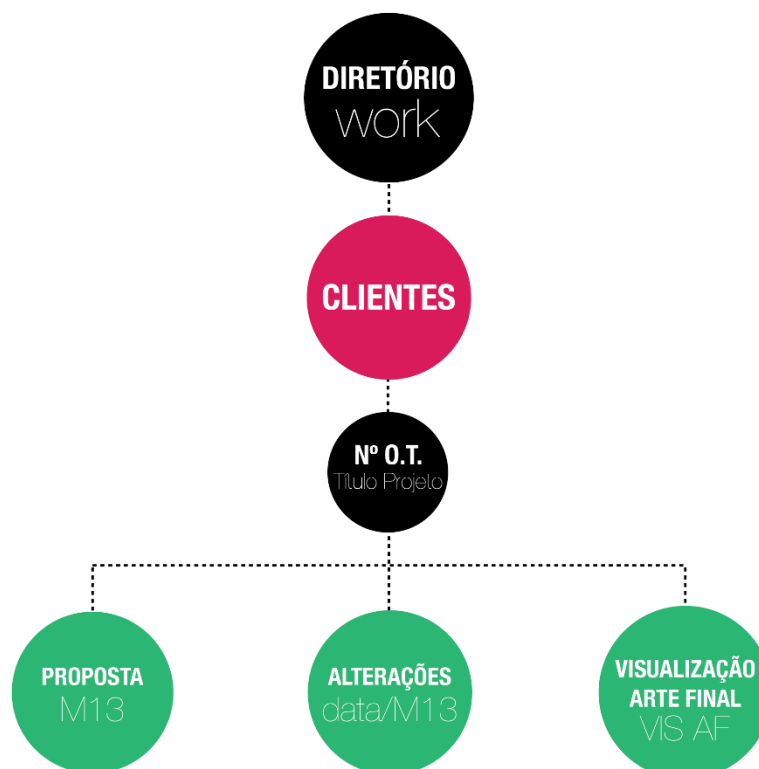 DIRETÓRIO
work
CLIENTES
Nº O.T.
Título Projeto
PROPOSTA
M13
ALTERAÇÕES
data/M13
VISUALIZAÇÃO
ARTE FINAL
VIS AF